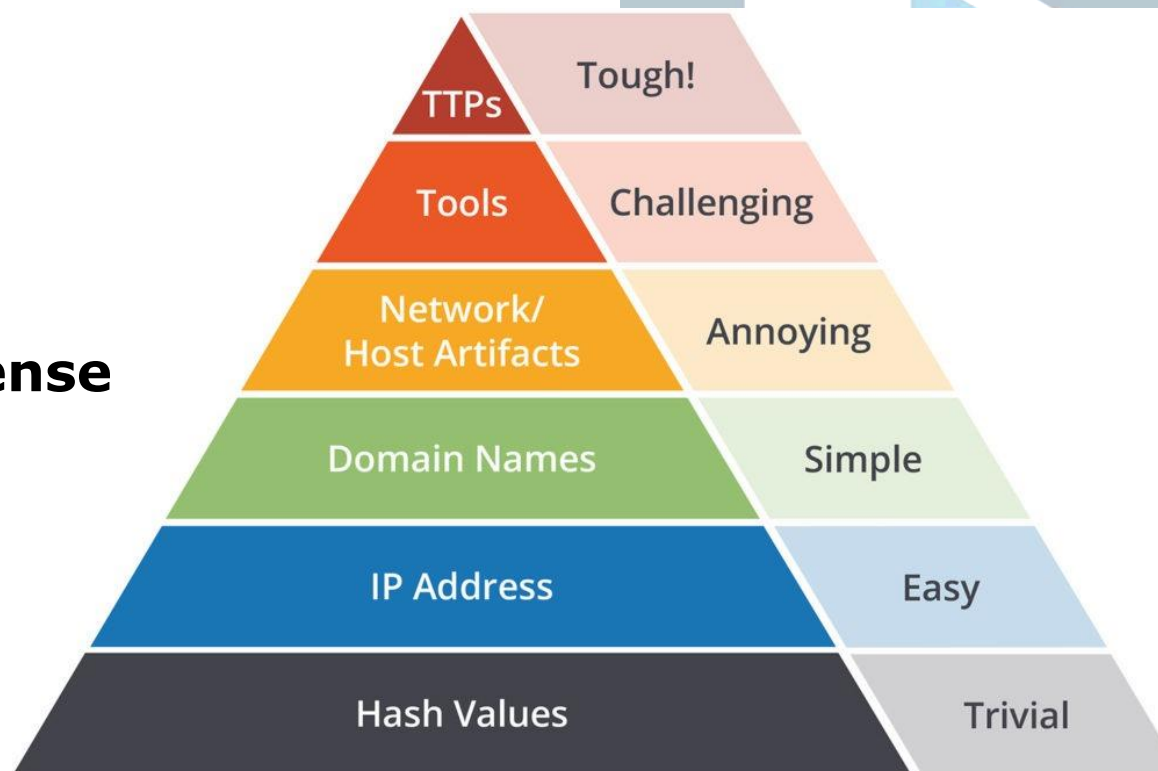 TTPs
Tough!
Tools
Challenging
Network/
Host Artifacts
Annoying
ense
Domain Names
Simple
IP Address
Easy
Hash Values
Trivial